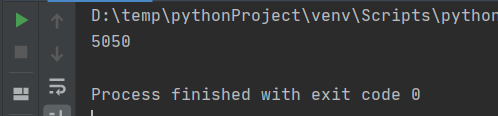 D:\temp\pythonProject\venv\Scripts\python
5050
Process finished with exit code 0